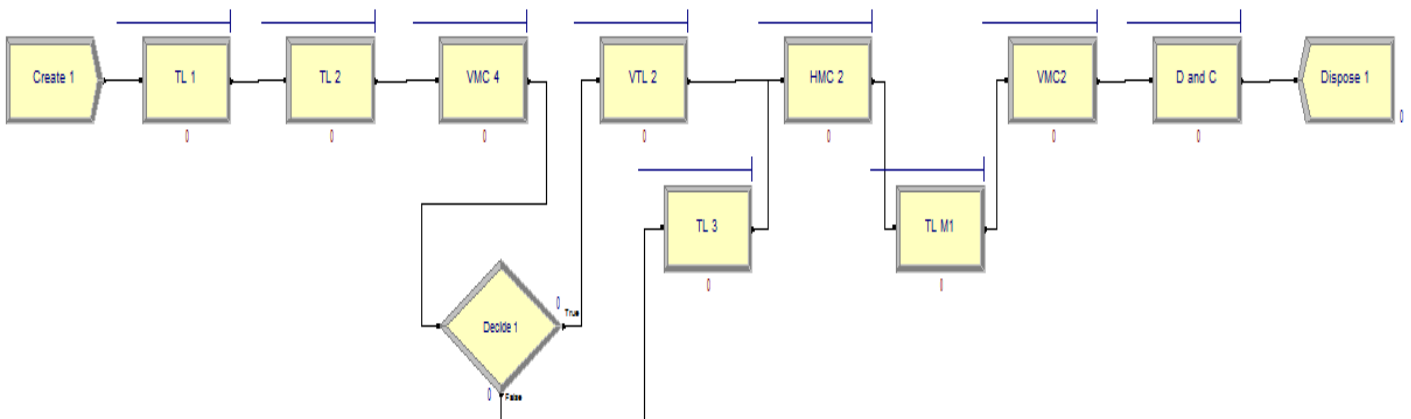 Create 1
TL 1
TL 2
VMC 4
VTL 2
HMC 2
VMC2
D and C
Dispose 1
0
0
0
0
0
0
0
0
TL 3
TL M1
0
0
Decide 1
0
True
0
False